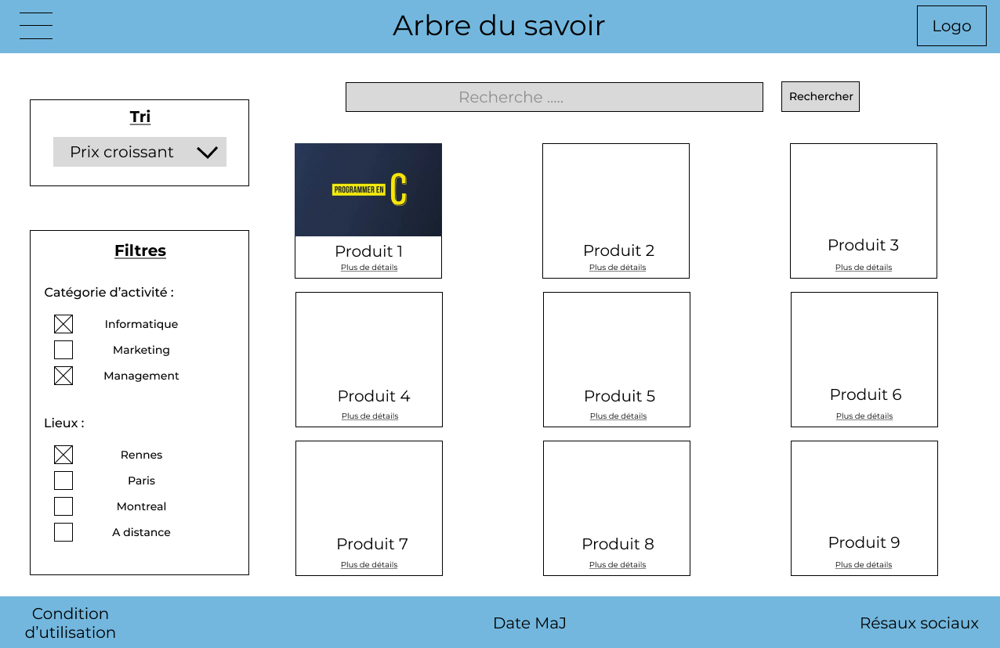 Arbre du savoir
Logo
Recherche .....
Rechercher
Tri
Prix croissant
Filtres
Catégorie d’activité :
Informatique
Marketing
Management
Lieux :
Rennes
Paris
Montreal
A distance
PROGRAMMER EN C
Produit 1
Plus de détails
Produit 2
Plus de détails
Produit 3
Plus de détails
Produit 4
Plus de détails
Produit 5
Plus de détails
Produit 6
Plus de détails
Produit 7
Plus de détails
Produit 8
Plus de détails
Produit 9
Plus de détails
Condition
d’utilisation
Date MaJ
Résaux sociaux